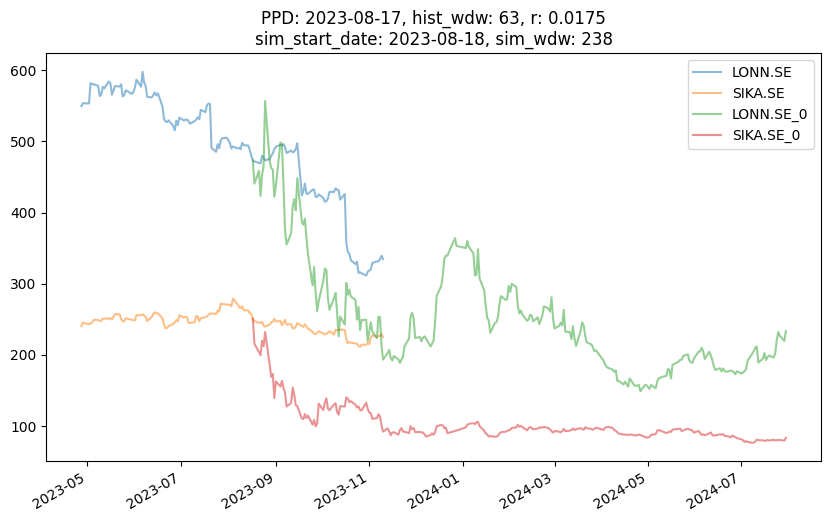 PPD: 2023-08-17, hist_wdw: 63, r: 0.0175
sim_start_date: 2023-08-18, sim_wdw: 238
LONN.SE
SIKA.SE
LONN.SE_0
SIKA.SE_0
600
500
400
300
200
100
2023-05
2023-07
2023-09
2023-11
2024-01
2024-03
2024-05
2024-07